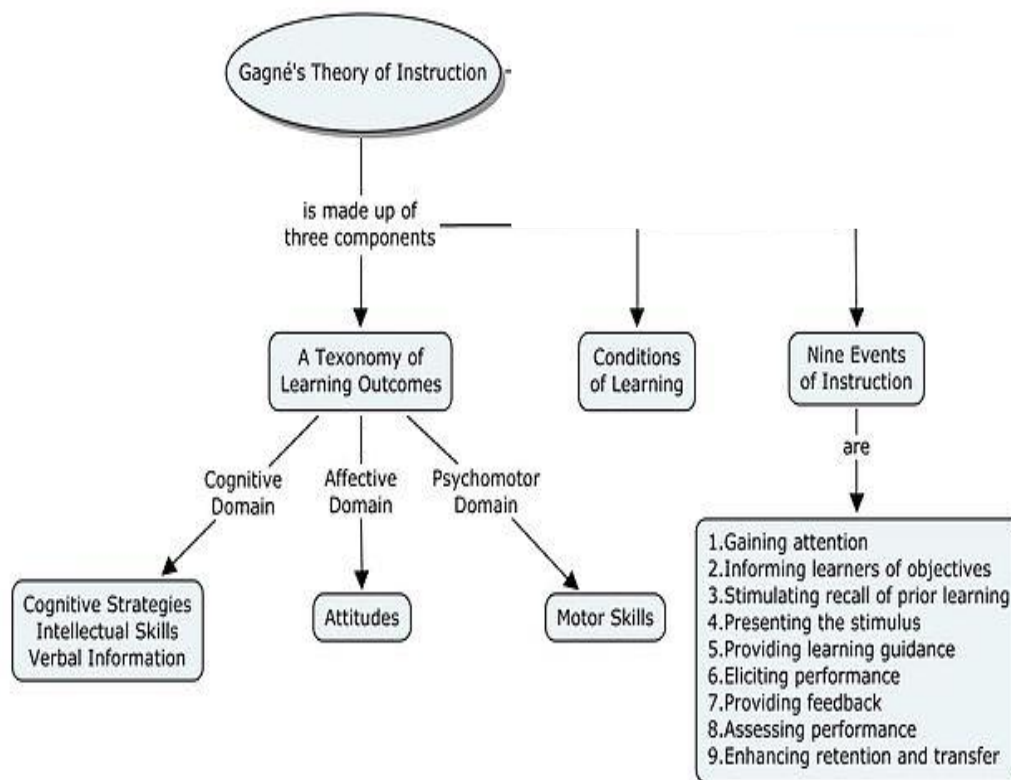 Gagné's Theory of Instruction
is made up of
three components
A Texonomy of
Learning Outcomes
Conditions
of Learning
Nine Events
of Instruction
are
Cognitive
Domain
Affective
Domain
Psychomotor
Domain
Cognitive Strategies
Intellectual Skills
Verbal Information
Attitudes
Motor Skills
1.Gaining attention
2.Informing learners of objectives
3.Stimulating recall of prior learning
4.Presenting the stimulus
5.Providing learning guidance
6.Eliciting performance
7.Providing feedback
8.Assessing performance
9.Enhancing retention and transfer